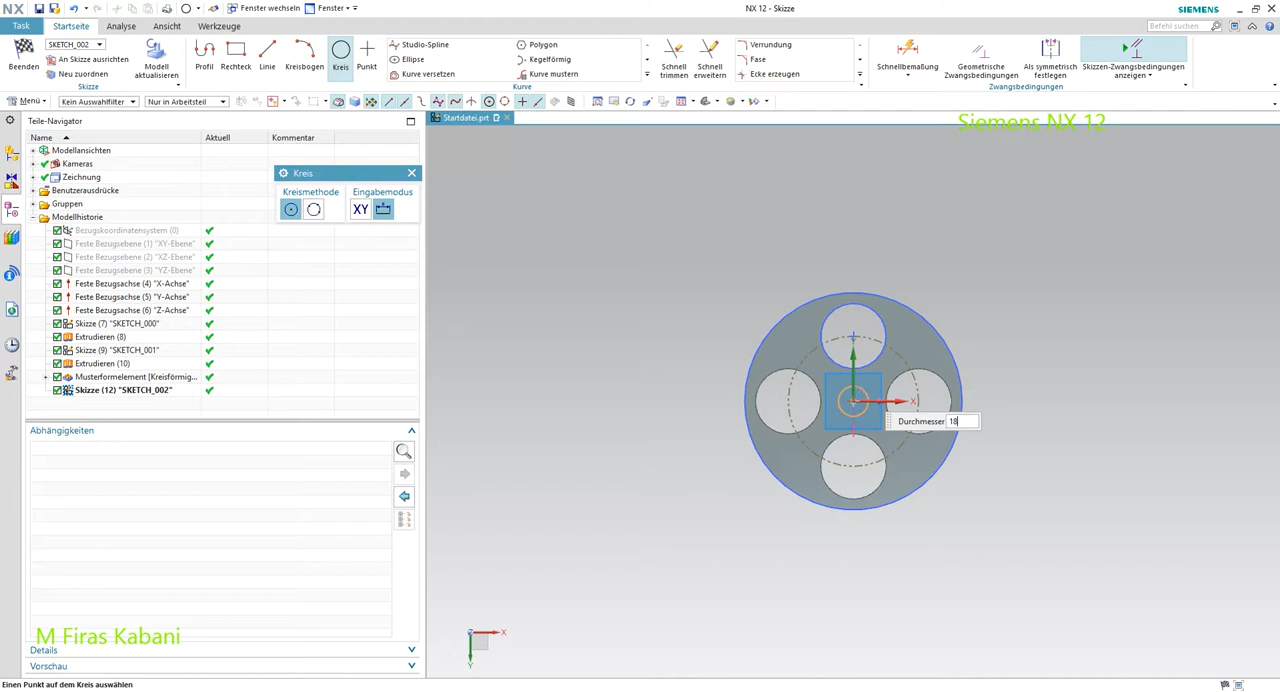 NX
Fenster wechseln
Fenster
NX 12 - Skizze
SIEMENS
Task
Startseite
Analyse
Ansicht
Werkzeuge
Befehl suchen
Beenden
SKETCH_002
An Skizze ausrichten
Neu zuordnen
Modell aktualisieren
Skizze
Profil
Rechteck
Linie
Kreisbogen
Kreis
Punkt
Studio-Spline
Ellipse
Kurve versetzen
Polygon
Kegelförmig
Kurve mustern
Schnell trimmen
Schnell erweitern
Verrundung
Fase
Ecke erzeugen
Kurve
Schnellbemaßung
Geometrische Zwangsbedingungen
Als symmetrisch festlegen
Skizzen-Zwangsbedingungen anzeigen
Zwangsbedingungen
Menü
Kein Auswahlfilter
Nur in Arbeitsteil
Teile-Navigator
Startdatei.prt
Siemens NX 12
Name
Aktuell
Kommentar
Modellansichten
Kameras
Zeichnung
Benutzerausdrücke
Gruppen
Modellhistorie
Bezugskoordinatensystem (0)
Feste Bezugsebene (1) "XY-Ebene"
Feste Bezugsebene (2) "XZ-Ebene"
Feste Bezugsebene (3) "YZ-Ebene"
Feste Bezugsachse (4) "X-Achse"
Feste Bezugsachse (5) "Y-Achse"
Feste Bezugsachse (6) "Z-Achse"
Skizze (7) "SKETCH_000"
Extrudieren (8)
Skizze (9) "SKETCH_001"
Extrudieren (10)
Musterformelement [Kreisförmig...
Skizze (12) "SKETCH_002"
Kreis
Kreismethode
Eingabemodus
XY
X
Durchmesser 18
Abhängigkeiten
M Firas Kabani
Details
Vorschau
Z
X
Y
Einen Punkt auf dem Kreis auswählen